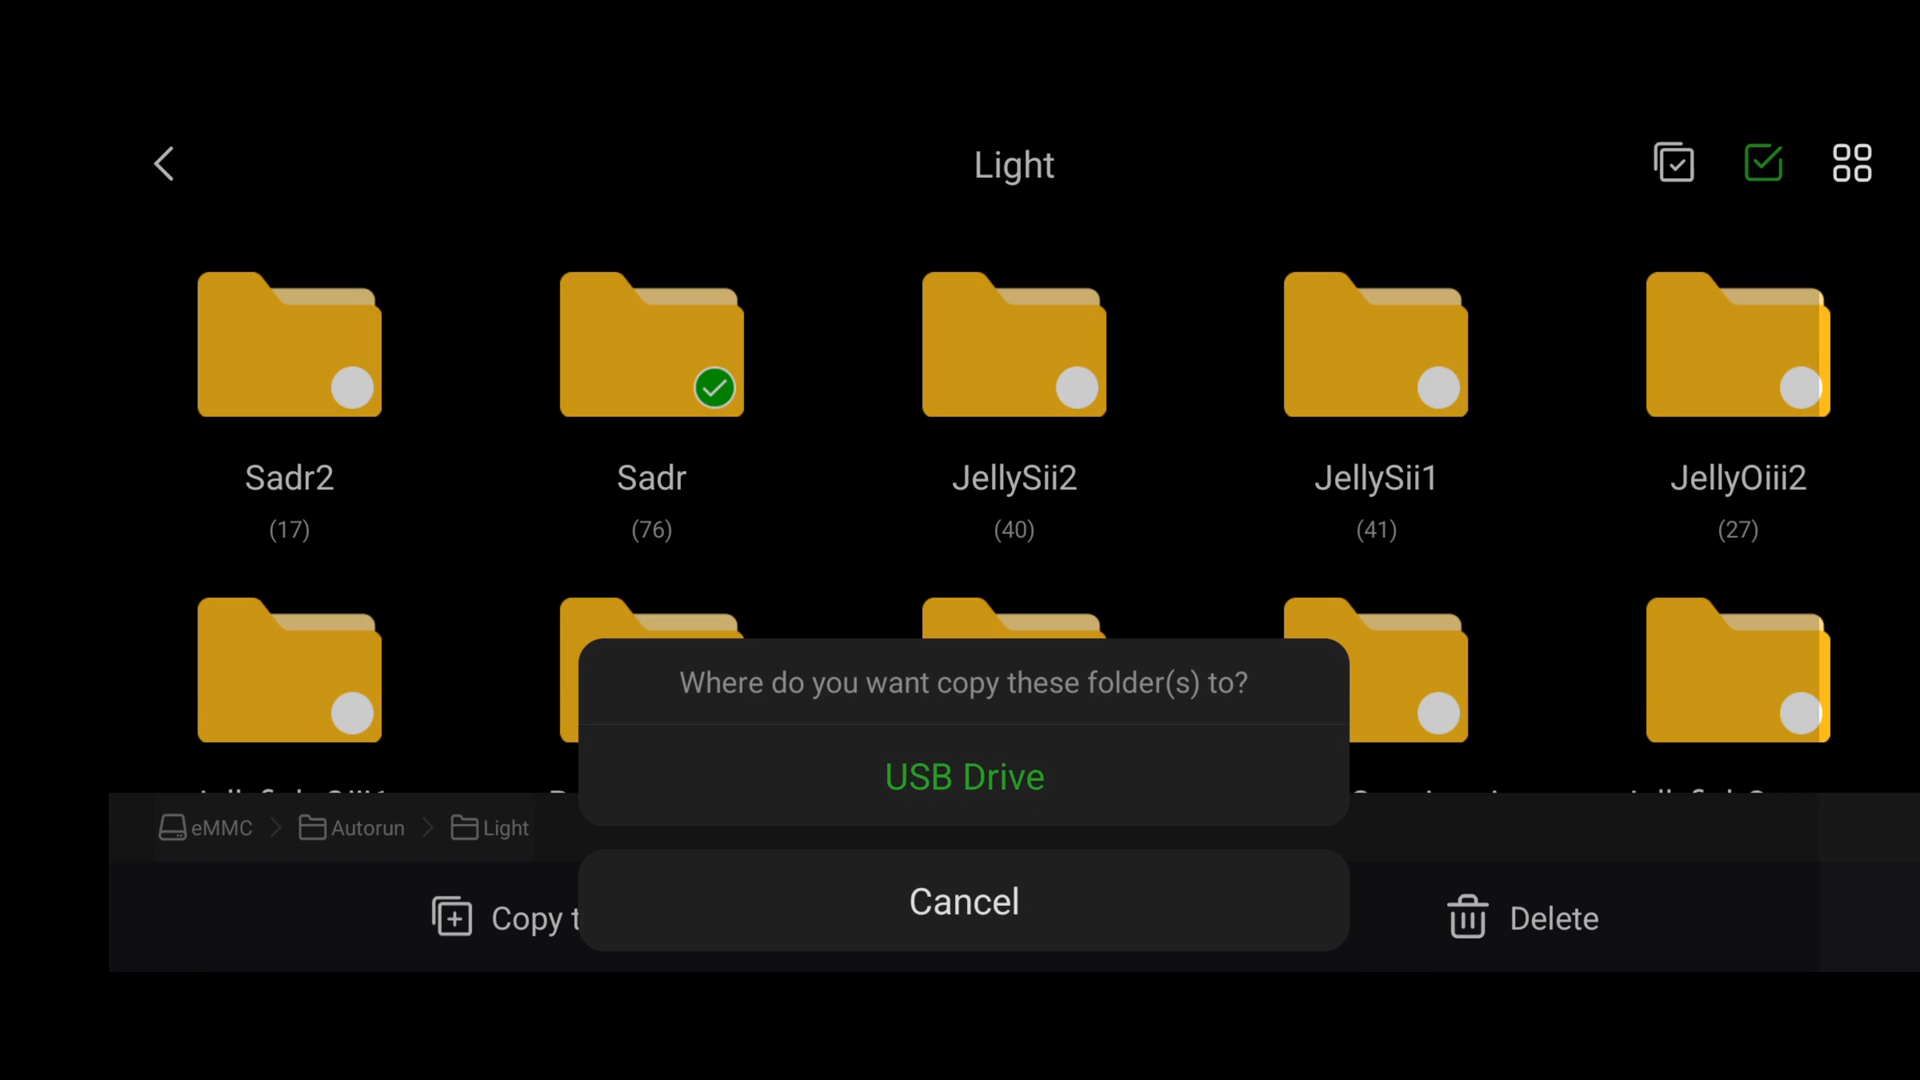 Light
Sadr2
Sadr
JellySii2
JellySii1
JellyOiii2
(17)
(76)
(40)
(41)
(27)
Where do you want copy these folder(s) to?
USB Drive
eMMC
Autorun
Light
Cancel
Copy t
Delete